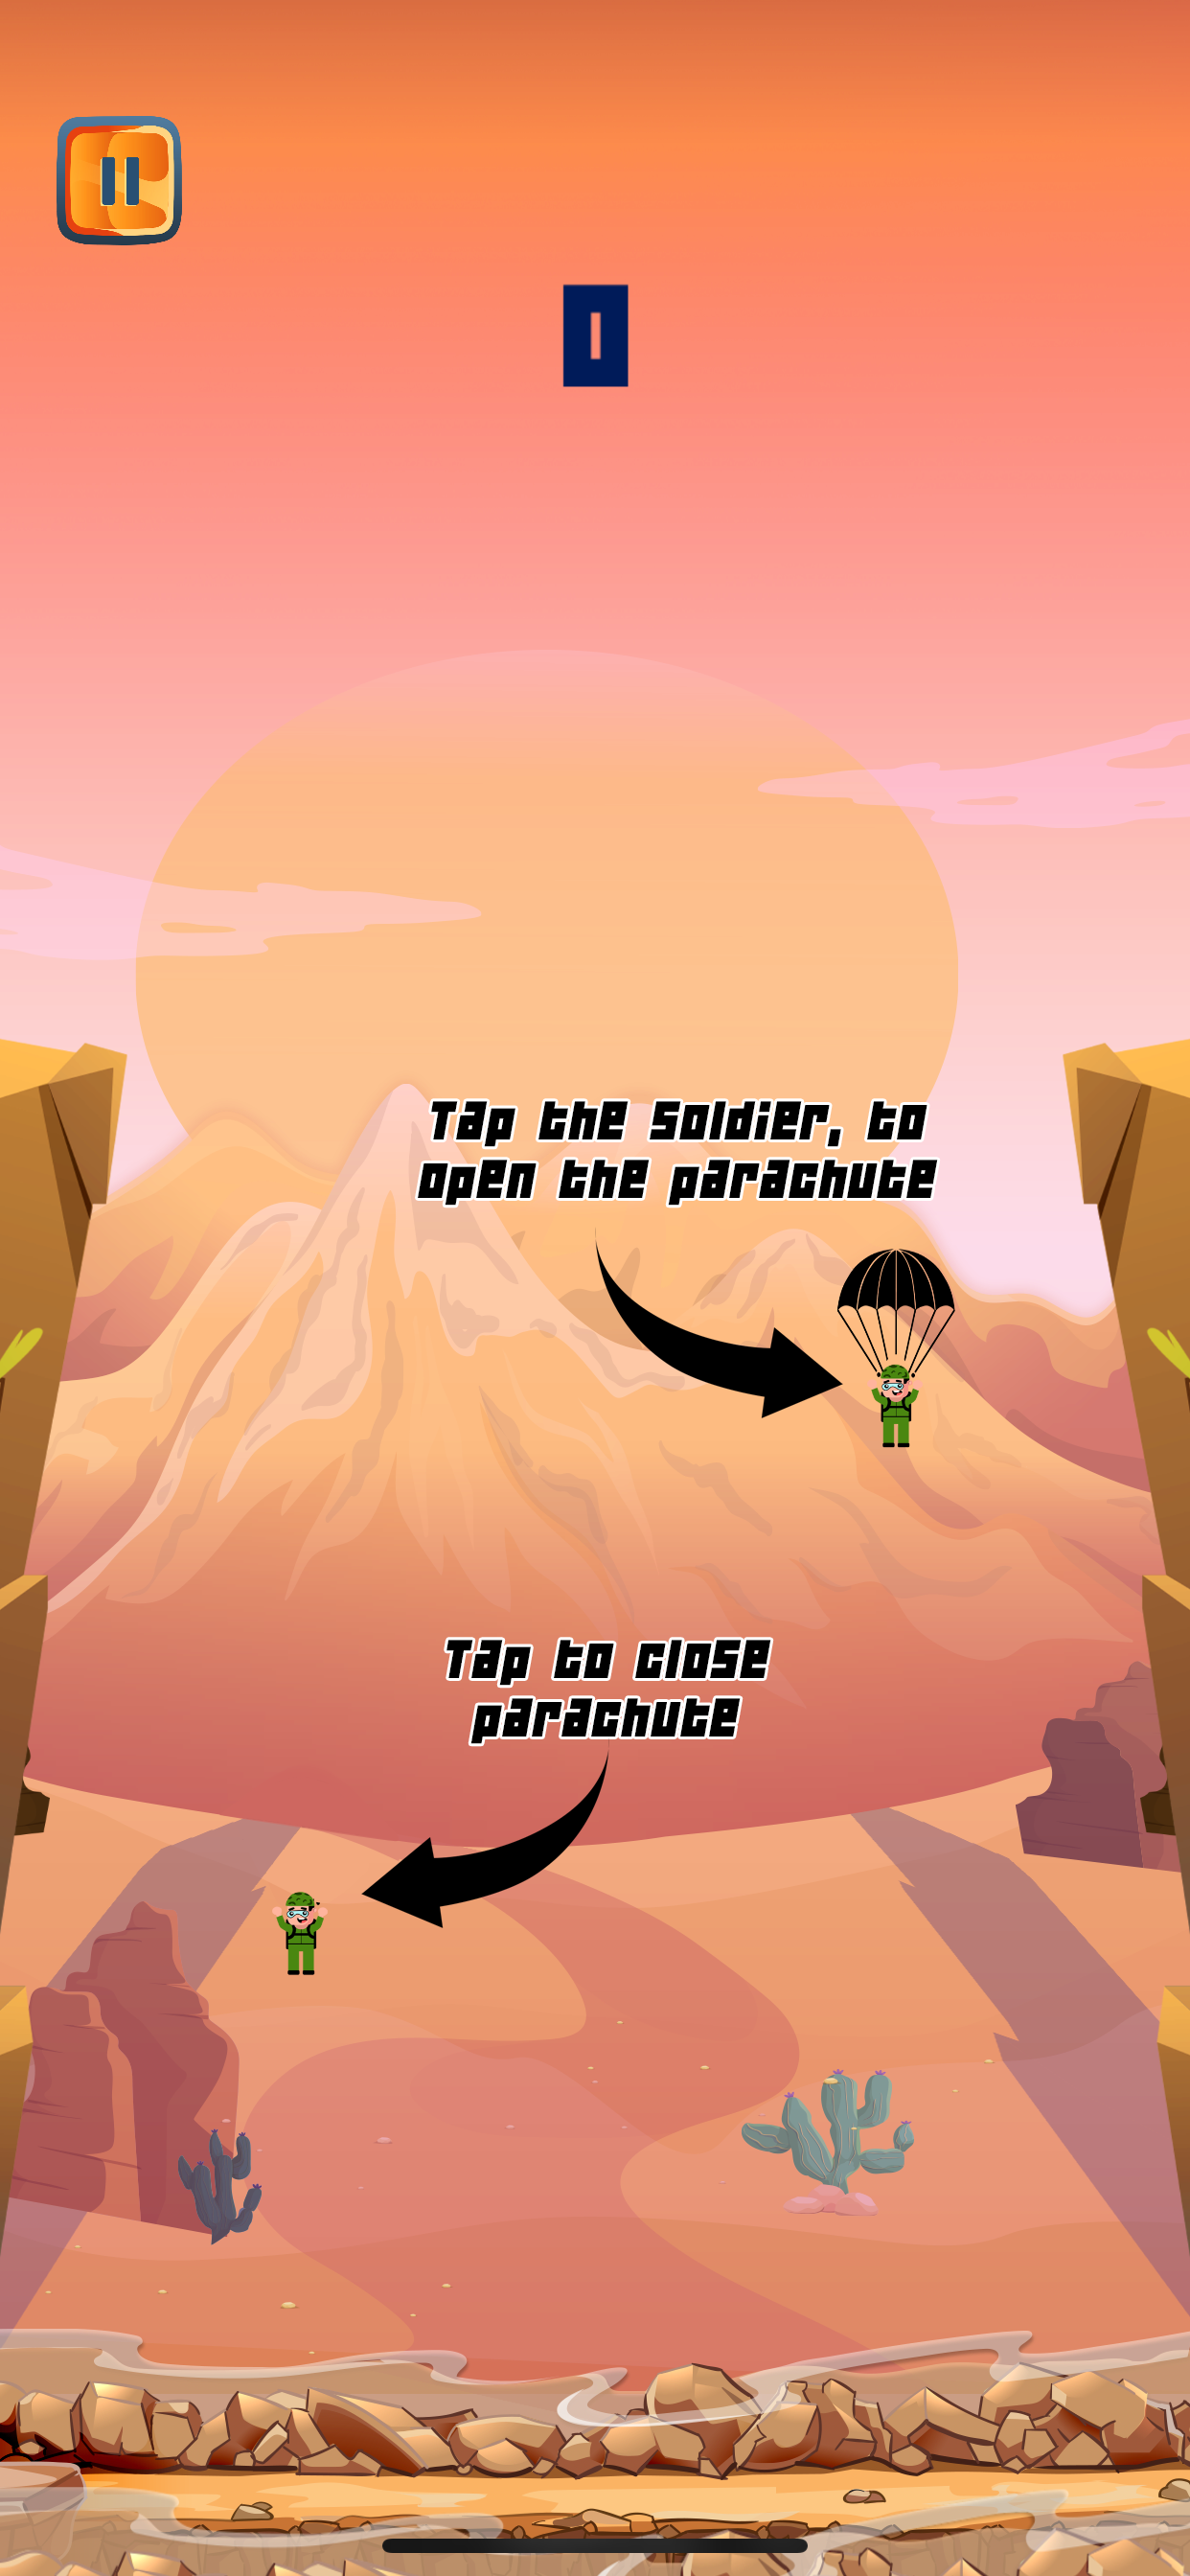 0
Tap the soldier, to
open the parachute
Tap to close
parachute